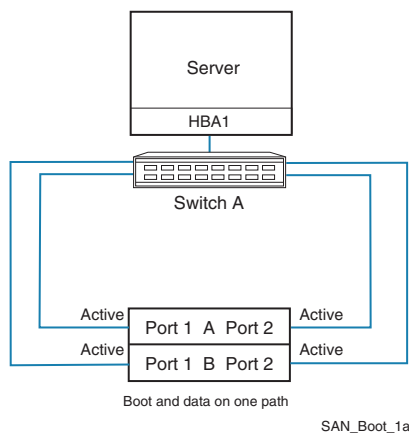 Server
HBA1
Switch A
Active
Active
Port 1 A Port 2
Active
Active
Port 1 B Port 2
Boot and data on one path
SAN_Boot_1a